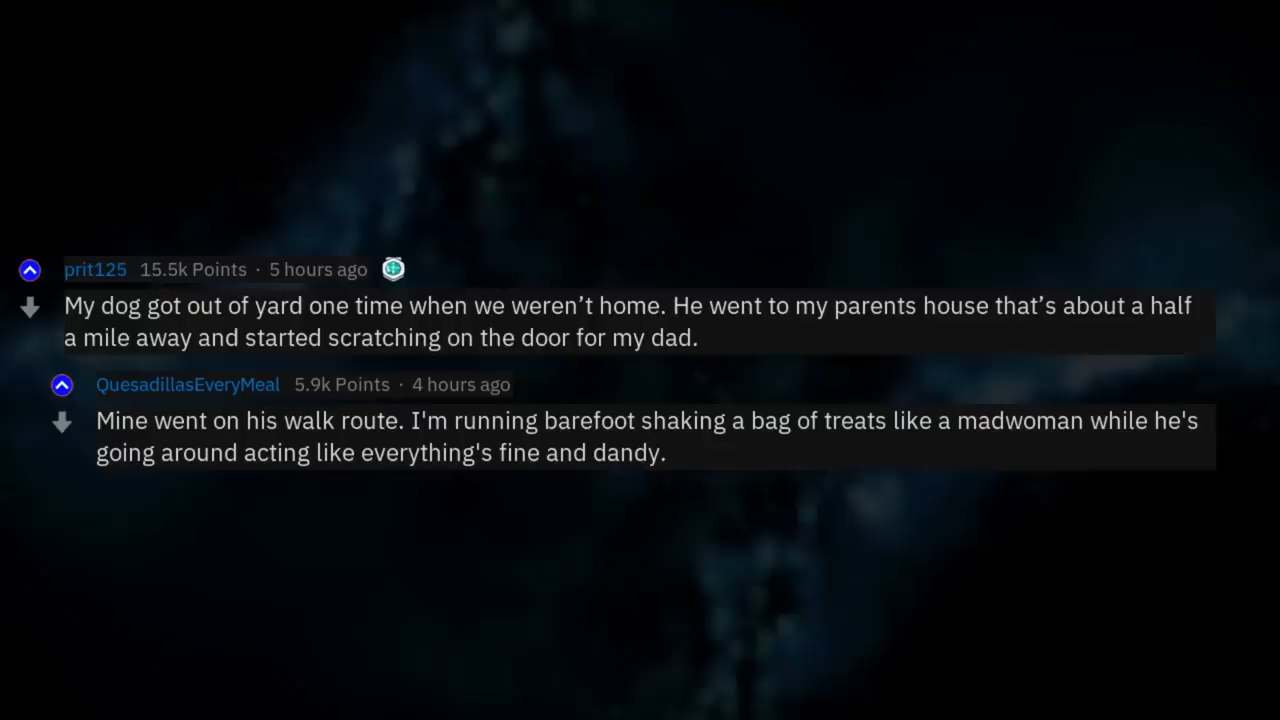 prit125 15.5k Points · 5 hours ago
My dog got out of yard one time when we weren’t home. He went to my parents house that’s about a half
a mile away and started scratching on the door for my dad.
QuesadillasEveryMeal 5.9k Points · 4 hours ago
Mine went on his walk route. I'm running barefoot shaking a bag of treats like a madwoman while he's
going around acting like everything's fine and dandy.